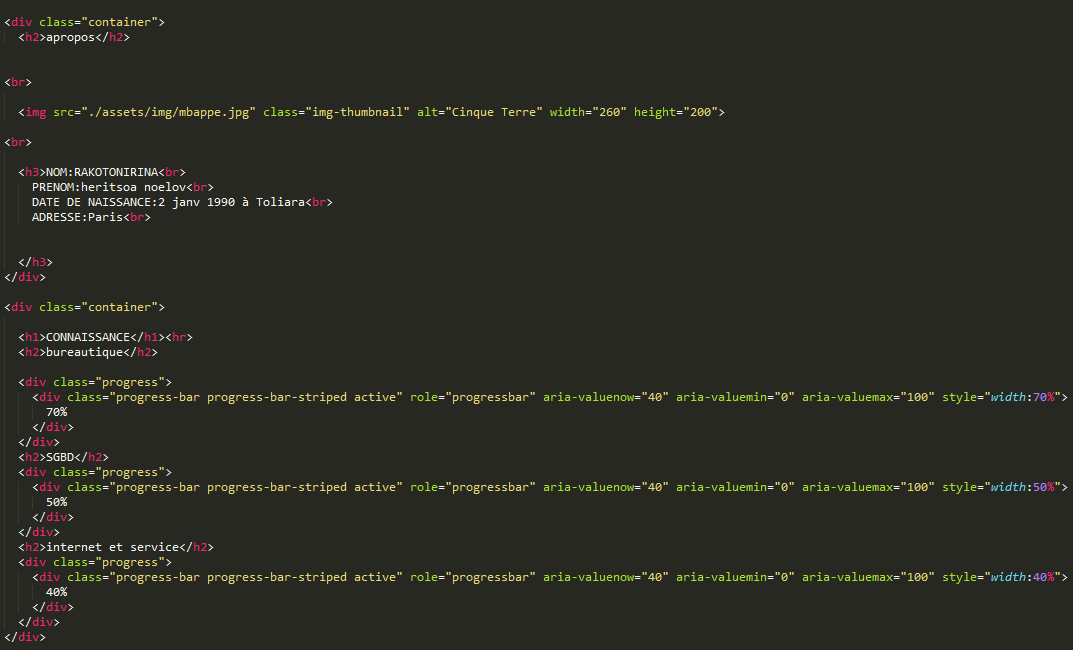 <div class="container">
<h2>apropos</h2>
<br>
<img src="./assets/img/mbappe.jpg" class="img-thumbnail" alt="Cinque Terre" width="260" height="200">
<br>
<h3>NOM:RAKOTONIRINA<br>
PRENOM:heritsoa noelov<br>
DATE DE NAISSANCE:2 janv 1990 à Toliara<br>
ADRESSE:Paris<br>
</h3>
</div>
<div class="container">
<h1>CONNAISSANCE</h1><hr>
<h2>bureautique</h2>
<div class="progress">
<div class="progress-bar progress-bar-striped active" role="progressbar" aria-valuenow="40" aria-valuemin="0" aria-valuemax="100" style="width:70%">
70%
</div>
</div>
<h2>SGBD</h2>
<div class="progress">
<div class="progress-bar progress-bar-striped active" role="progressbar" aria-valuenow="40" aria-valuemin="0" aria-valuemax="100" style="width:50%">
50%
</div>
</div>
<h2>internet et service</h2>
<div class="progress">
<div class="progress-bar progress-bar-striped active" role="progressbar" aria-valuenow="40" aria-valuemin="0" aria-valuemax="100" style="width:40%">
40%
</div>
</div>
</div>